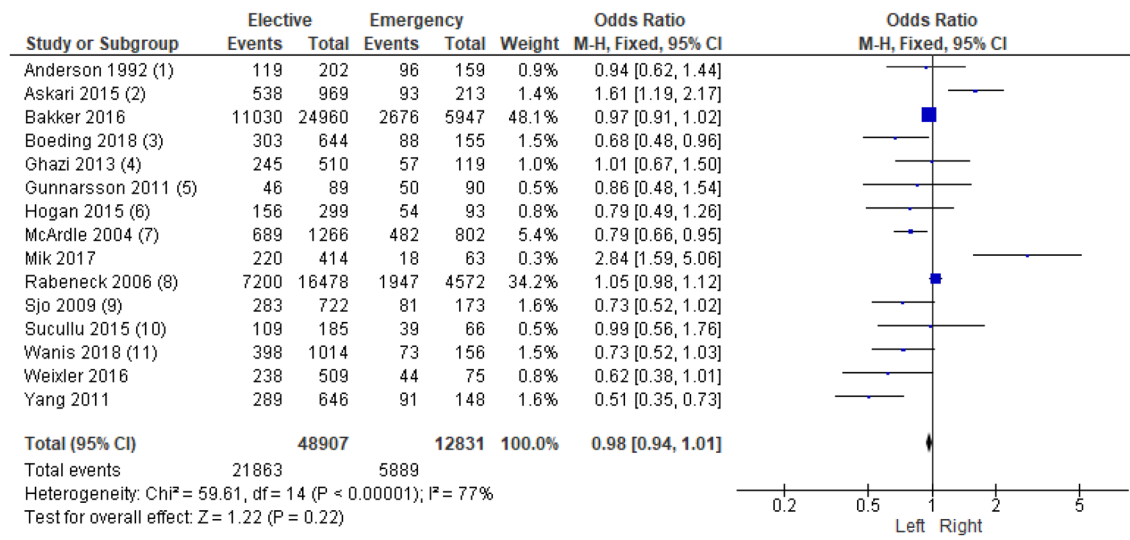 Elective Emergency Odds Ratio Odds Ratio
Study or Subgroup Events Total Events Total Weight M-H, Fixed, 95% CI M-H, Fixed, 95% CI
Anderson 1992 (1) 119 202 96 159 0.9% 0.94 [0.62, 1.44]
Askari 2015 (2) 538 969 93 213 1.4% 1.61 [1.19, 2.17]
Bakker 2016 11030 24960 2676 5947 48.1% 0.97 [0.91, 1.02]
Boeding 2018 (3) 303 644 88 155 1.5% 0.68 [0.48, 0.96]
Ghazi 2013 (4) 245 510 57 119 1.0% 1.01 [0.67, 1.50]
Gunnarsson 2011 (5) 46 89 50 90 0.5% 0.86 [0.48, 1.54]
Hogan 2015 (6) 156 299 54 93 0.8% 0.79 [0.49, 1.26]
McArdle 2004 (7) 689 1266 482 802 5.4% 0.79 [0.66, 0.95]
Mik 2017 220 414 18 63 0.3% 2.84 [1.59, 5.06]
Rabeneck 2006 (8) 7200 16478 1947 4572 34.2% 1.05 [0.98, 1.12]
Sjo 2009 (9) 283 722 81 173 1.6% 0.73 [0.52, 1.02]
Sucullu 2015 (10) 109 185 39 66 0.5% 0.99 [0.56, 1.76]
Wanis 2018 (11) 398 1014 73 156 1.5% 0.73 [0.52, 1.03]
Weixler 2016 238 509 44 75 0.8% 0.62 [0.38, 1.01]
Yang 2011 289 646 91 148 1.6% 0.51 [0.35, 0.73]
Total (95% CI) 48907 12831 100.0% 0.98 [0.94, 1.01]
Total events 21863 5889
Heterogeneity: Chi² = 59.61, df = 14 (P < 0.00001); I² = 77%
Test for overall effect: Z = 1.22 (P = 0.22)
0.2 0.5 1 2 5
Left Right